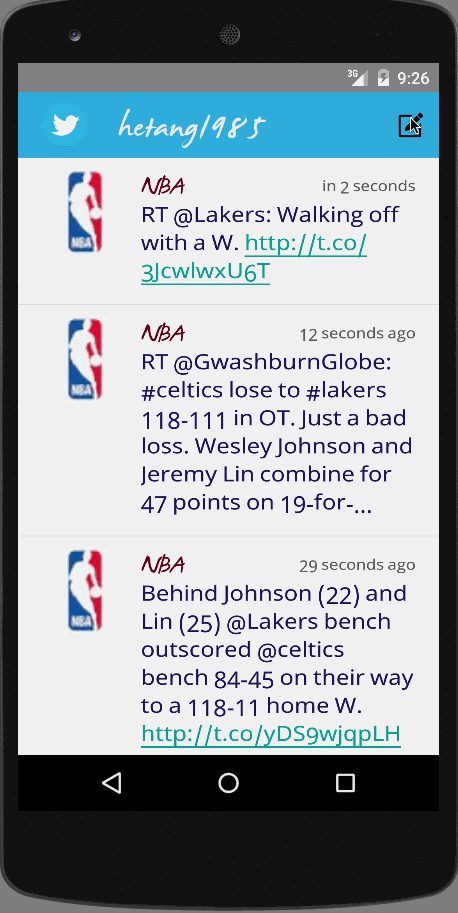 3G 9:26
hetang1985
NBA in 2 seconds
RT @Lakers: Walking off
with a W. http://t.co/
3JcwlwxU6T
NBA
NBA 12 seconds ago
RT @GwashburnGlobe:
#celtics lose to #lakers
118-111 in OT. Just a bad
loss. Wesley Johnson and
Jeremy Lin combine for
47 points on 19-for-...
NBA
NBA 29 seconds ago
Behind Johnson (22) and
Lin (25) @Lakers bench
outscored @celtics
bench 84-45 on their way
to a 118-11 home W.
http://t.co/yDS9wjqpLH
NBA